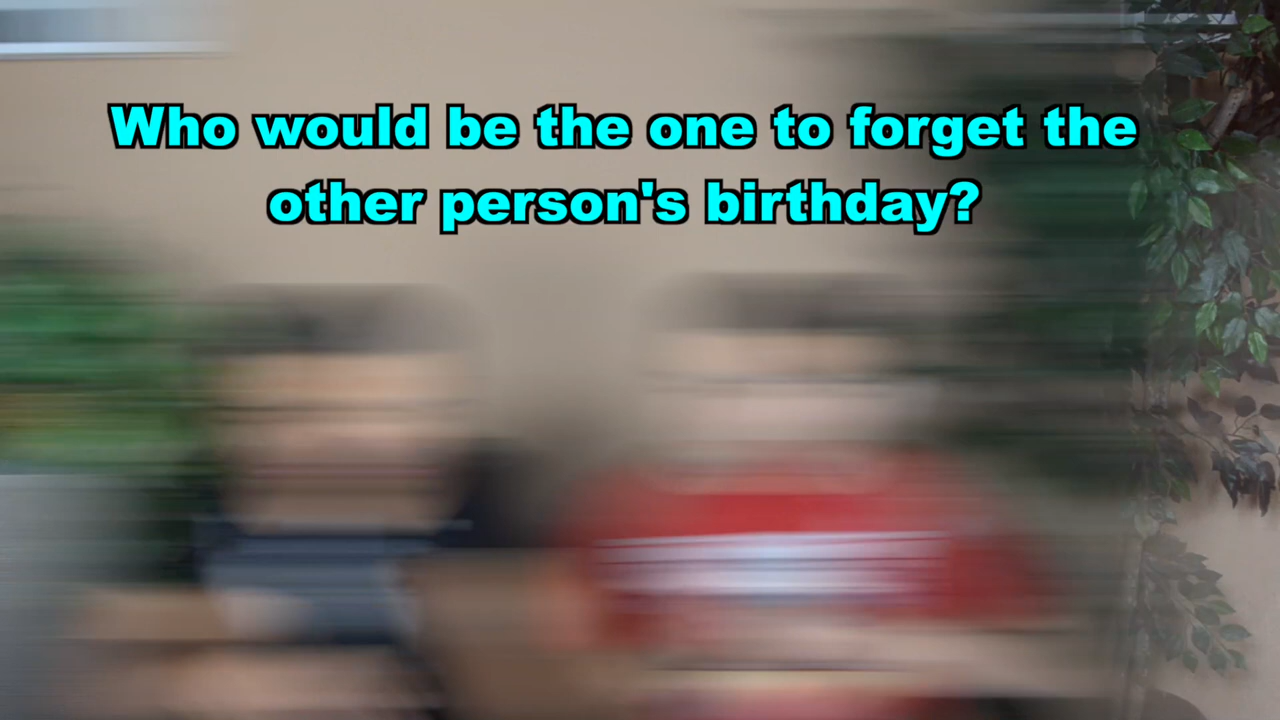 Who would be the one to forget the
other person's birthday?